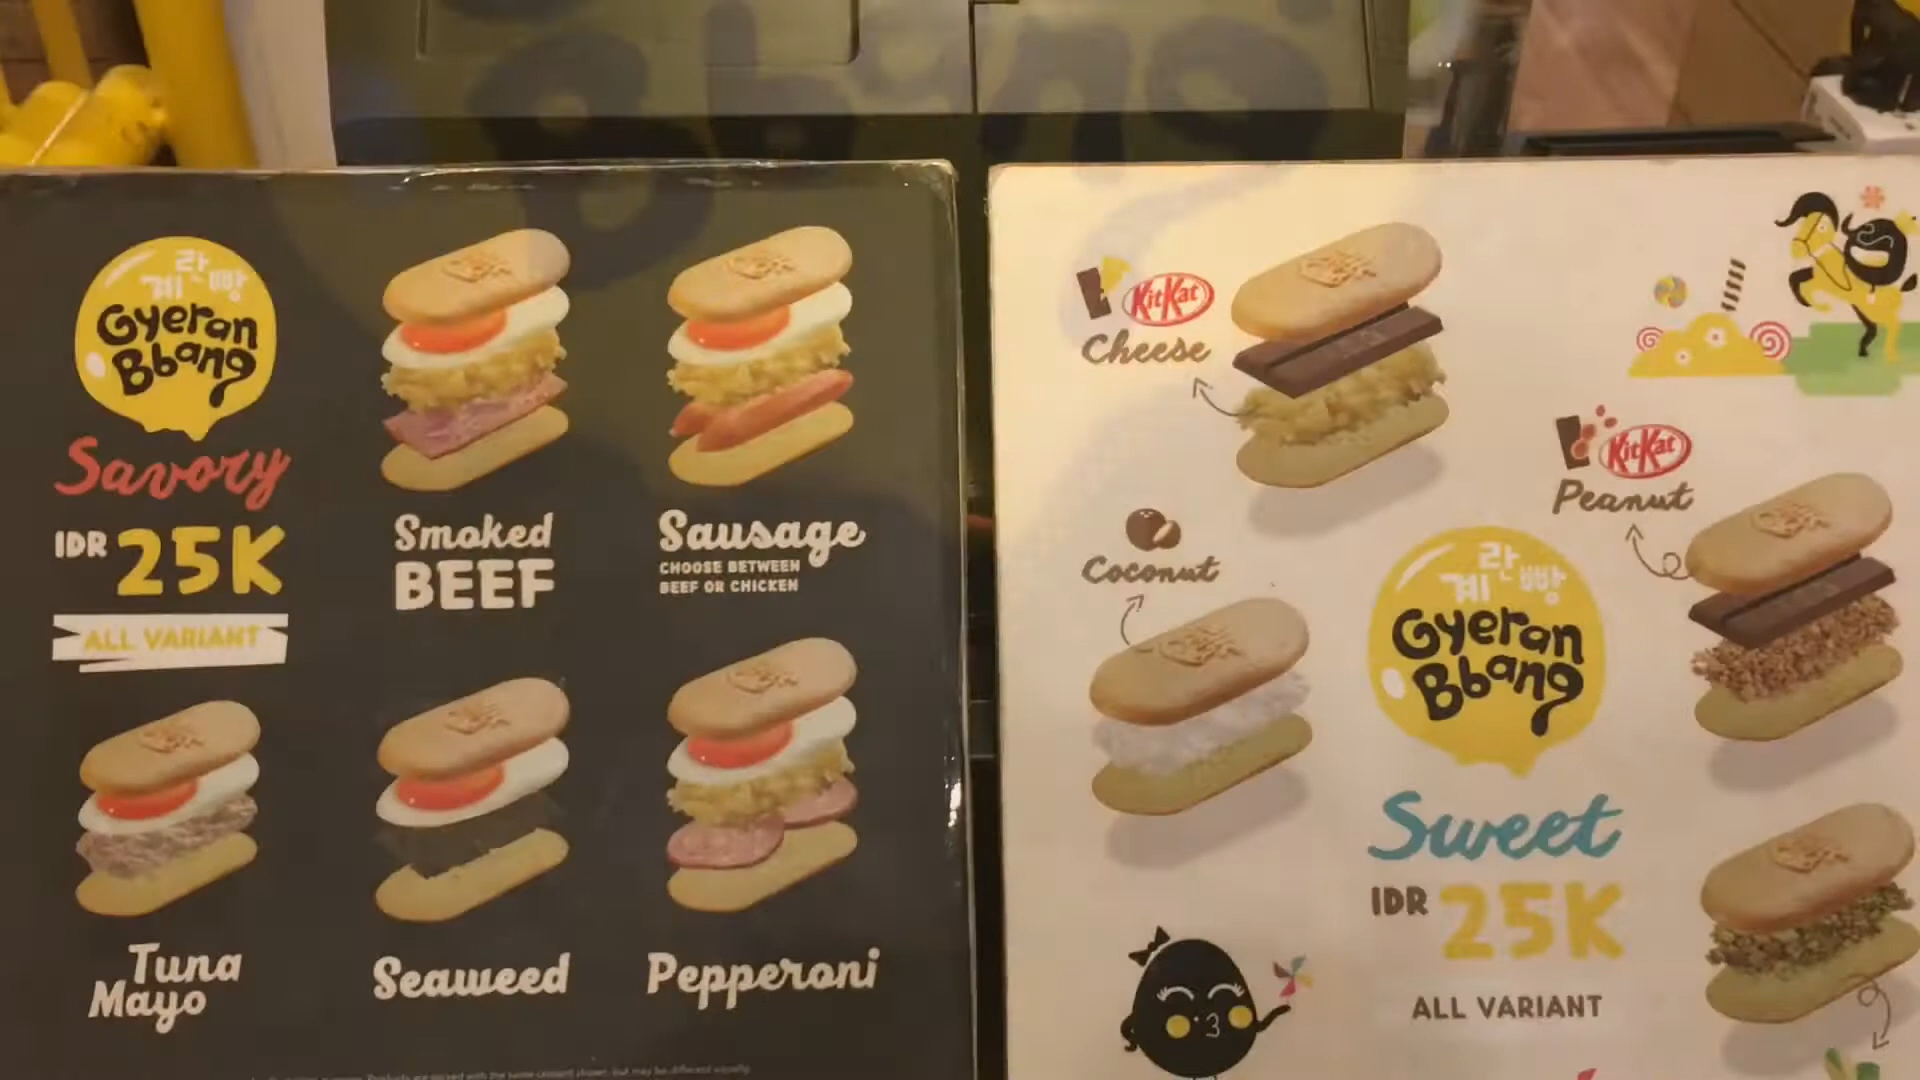 계란빵
Gyeran
Bbang
Savory
IDR 25K
ALL VARIANT
Smoked
BEEF
Sausage
CHOOSE BETWEEN
BEEF OR CHICKEN
Tuna
Mayo
Seaweed
Pepperoni
KitKat
Cheese
KitKat
Peanut
Coconut
계란빵
Gyeran
Bbang
Sweet
IDR 25K
ALL VARIANT